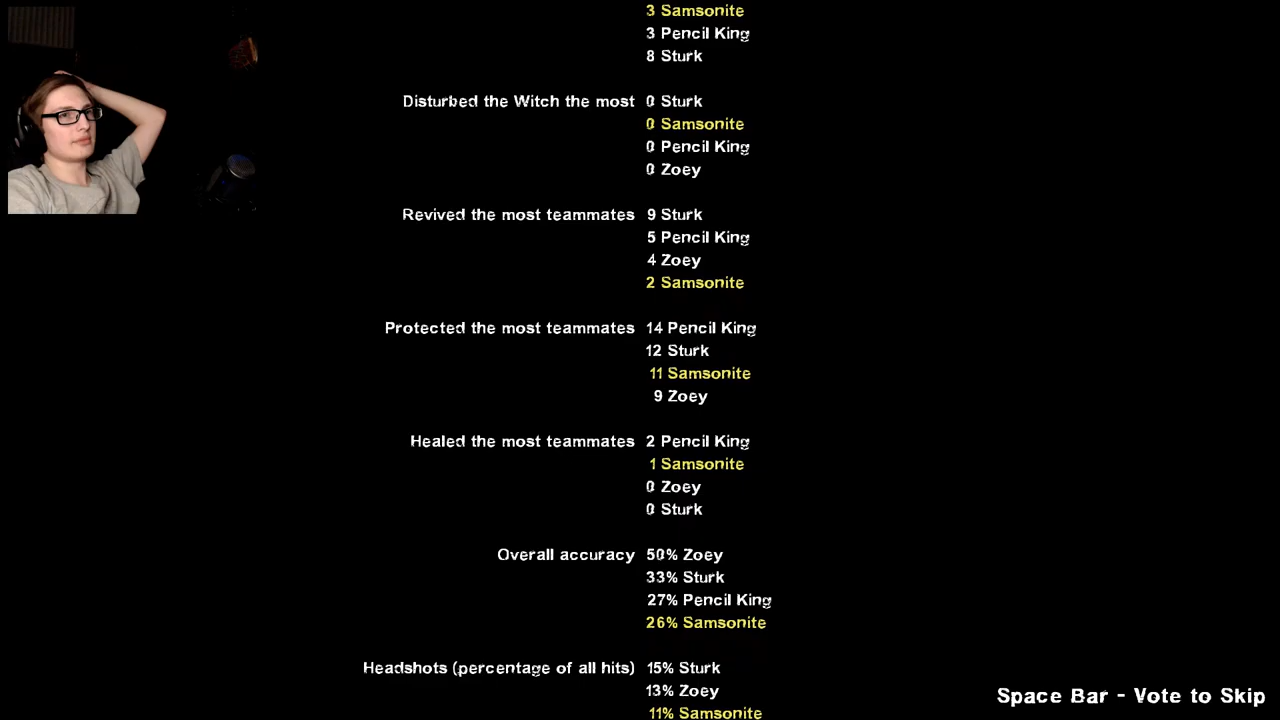 3 Samsonite
3 Pencil King
8 Sturk
Disturbed the Witch the most 0 Sturk
0 Samsonite
0 Pencil King
0 Zoey
Revived the most teammates 9 Sturk
5 Pencil King
4 Zoey
2 Samsonite
Protected the most teammates 14 Pencil King
12 Sturk
11 Samsonite
9 Zoey
Healed the most teammates 2 Pencil King
1 Samsonite
0 Zoey
0 Sturk
Overall accuracy 50% Zoey
33% Sturk
27% Pencil King
26% Samsonite
Headshots (percentage of all hits) 15% Sturk
13% Zoey
11% Samsonite
Space Bar - Vote to Skip